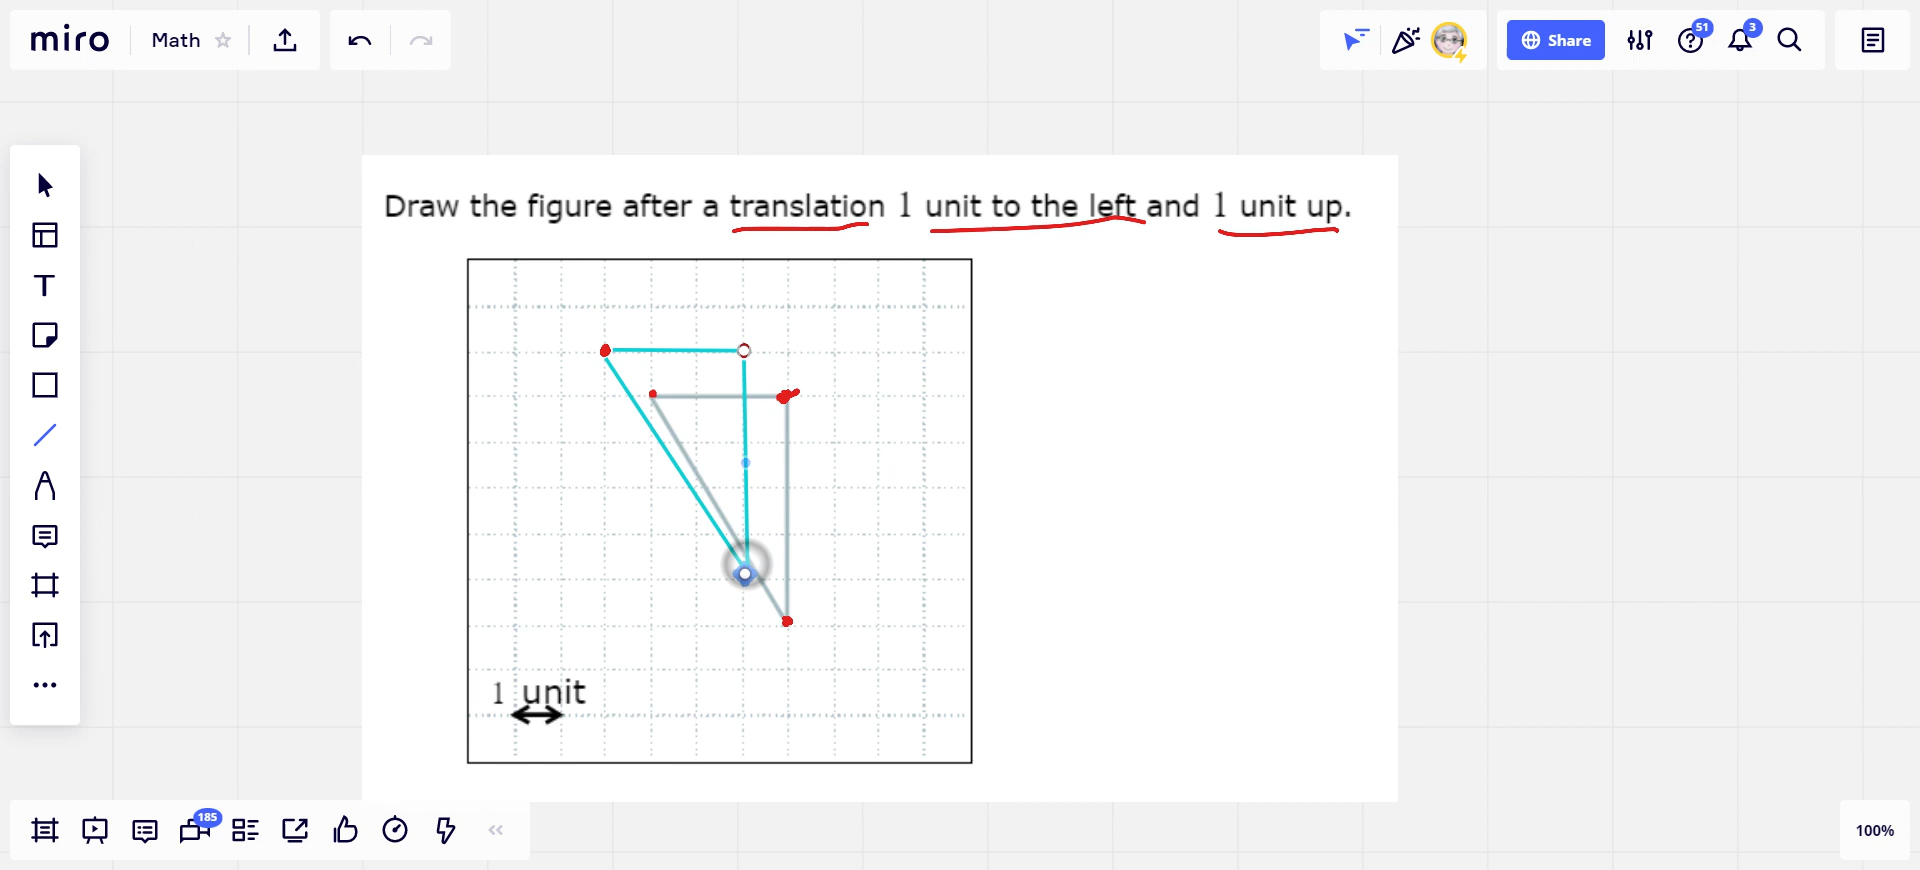 miro
Math
Share
51
3
Draw the figure after a translation 1 unit to the left and 1 unit up.
T
1 unit
185
100%